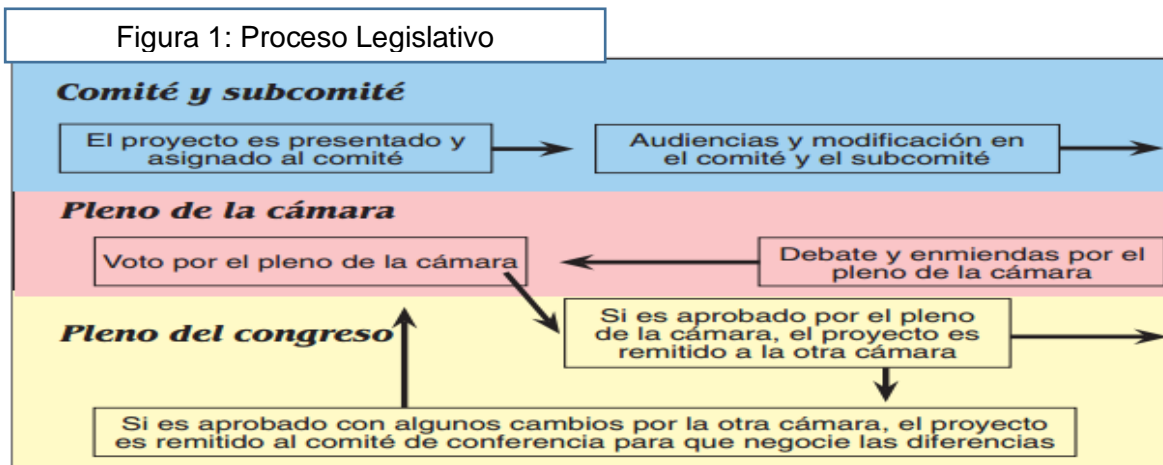 Figura 1: Proceso Legislativo
Comité y subcomité
El proyecto es presentado y
asignado al comité
Audiencias y modificación en
el comité y el subcomité
Pleno de la cámara
Voto por el pleno de la cámara
Debate y enmiendas por el
pleno de la cámara
Pleno del congreso
Si es aprobado por el pleno
de la cámara, el proyecto es
remitido a la otra cámara
Si es aprobado con algunos cambios por la otra cámara, el proyecto
es remitido al comité de conferencia para que negocie las diferencias